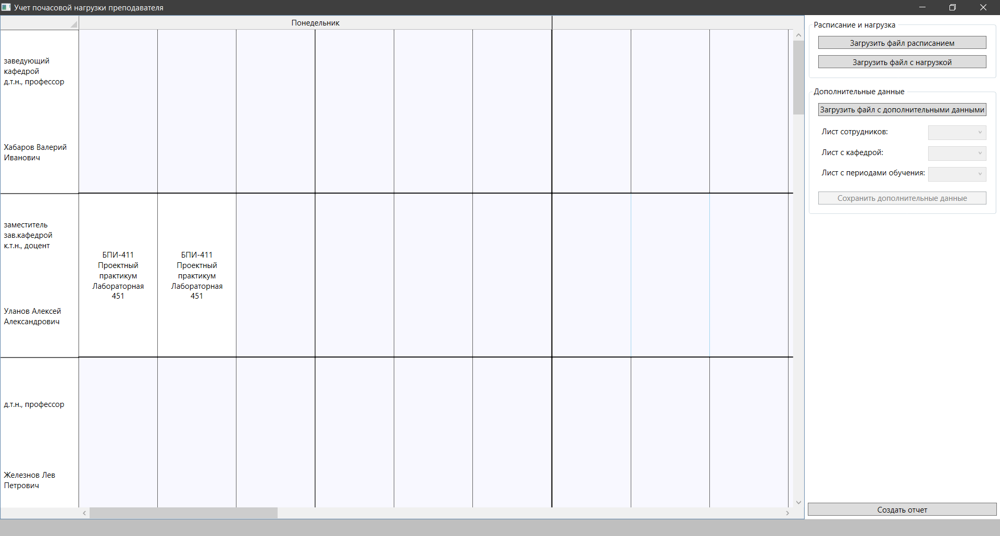 Учет почасовой нагрузки преподавателя
Понедельник
заведующий
кафедрой
д.т.н., профессор
Хабаров Валерий
Иванович
заместитель
зав.кафедрой
к.т.н., доцент
Уланов Алексей
Александрович
БПИ-411
Проектный
практикум
Лабораторная
451
БПИ-411
Проектный
практикум
Лабораторная
451
д.т.н., профессор
Железнов Лев
Петрович
Расписание и нагрузка
Загрузить файл расписанием
Загрузить файл с нагрузкой
Дополнительные данные
Загрузить файл с дополнительными данными
Лист сотрудников:
Лист с кафедрой:
Лист с периодами обучения:
Сохранить дополнительные данные
Создать отчет